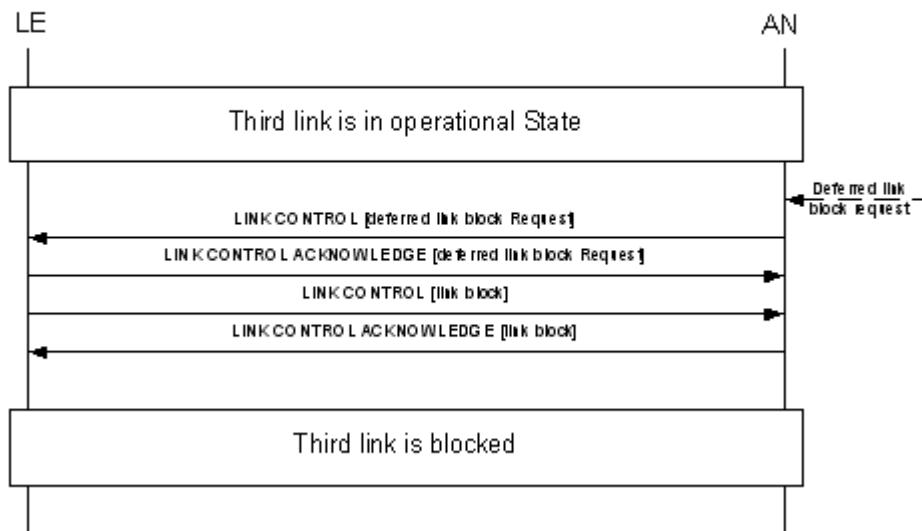 LE
AN
Third link is in operational State
Deferred link
block request
LINK CONTROL [deferred link block Request]
LINK CONTROL ACKNOWLEDGE [deferred link block Request]
LINK CONTROL [link block]
LINK CONTROL ACKNOWLEDGE [link block]
Third link is blocked